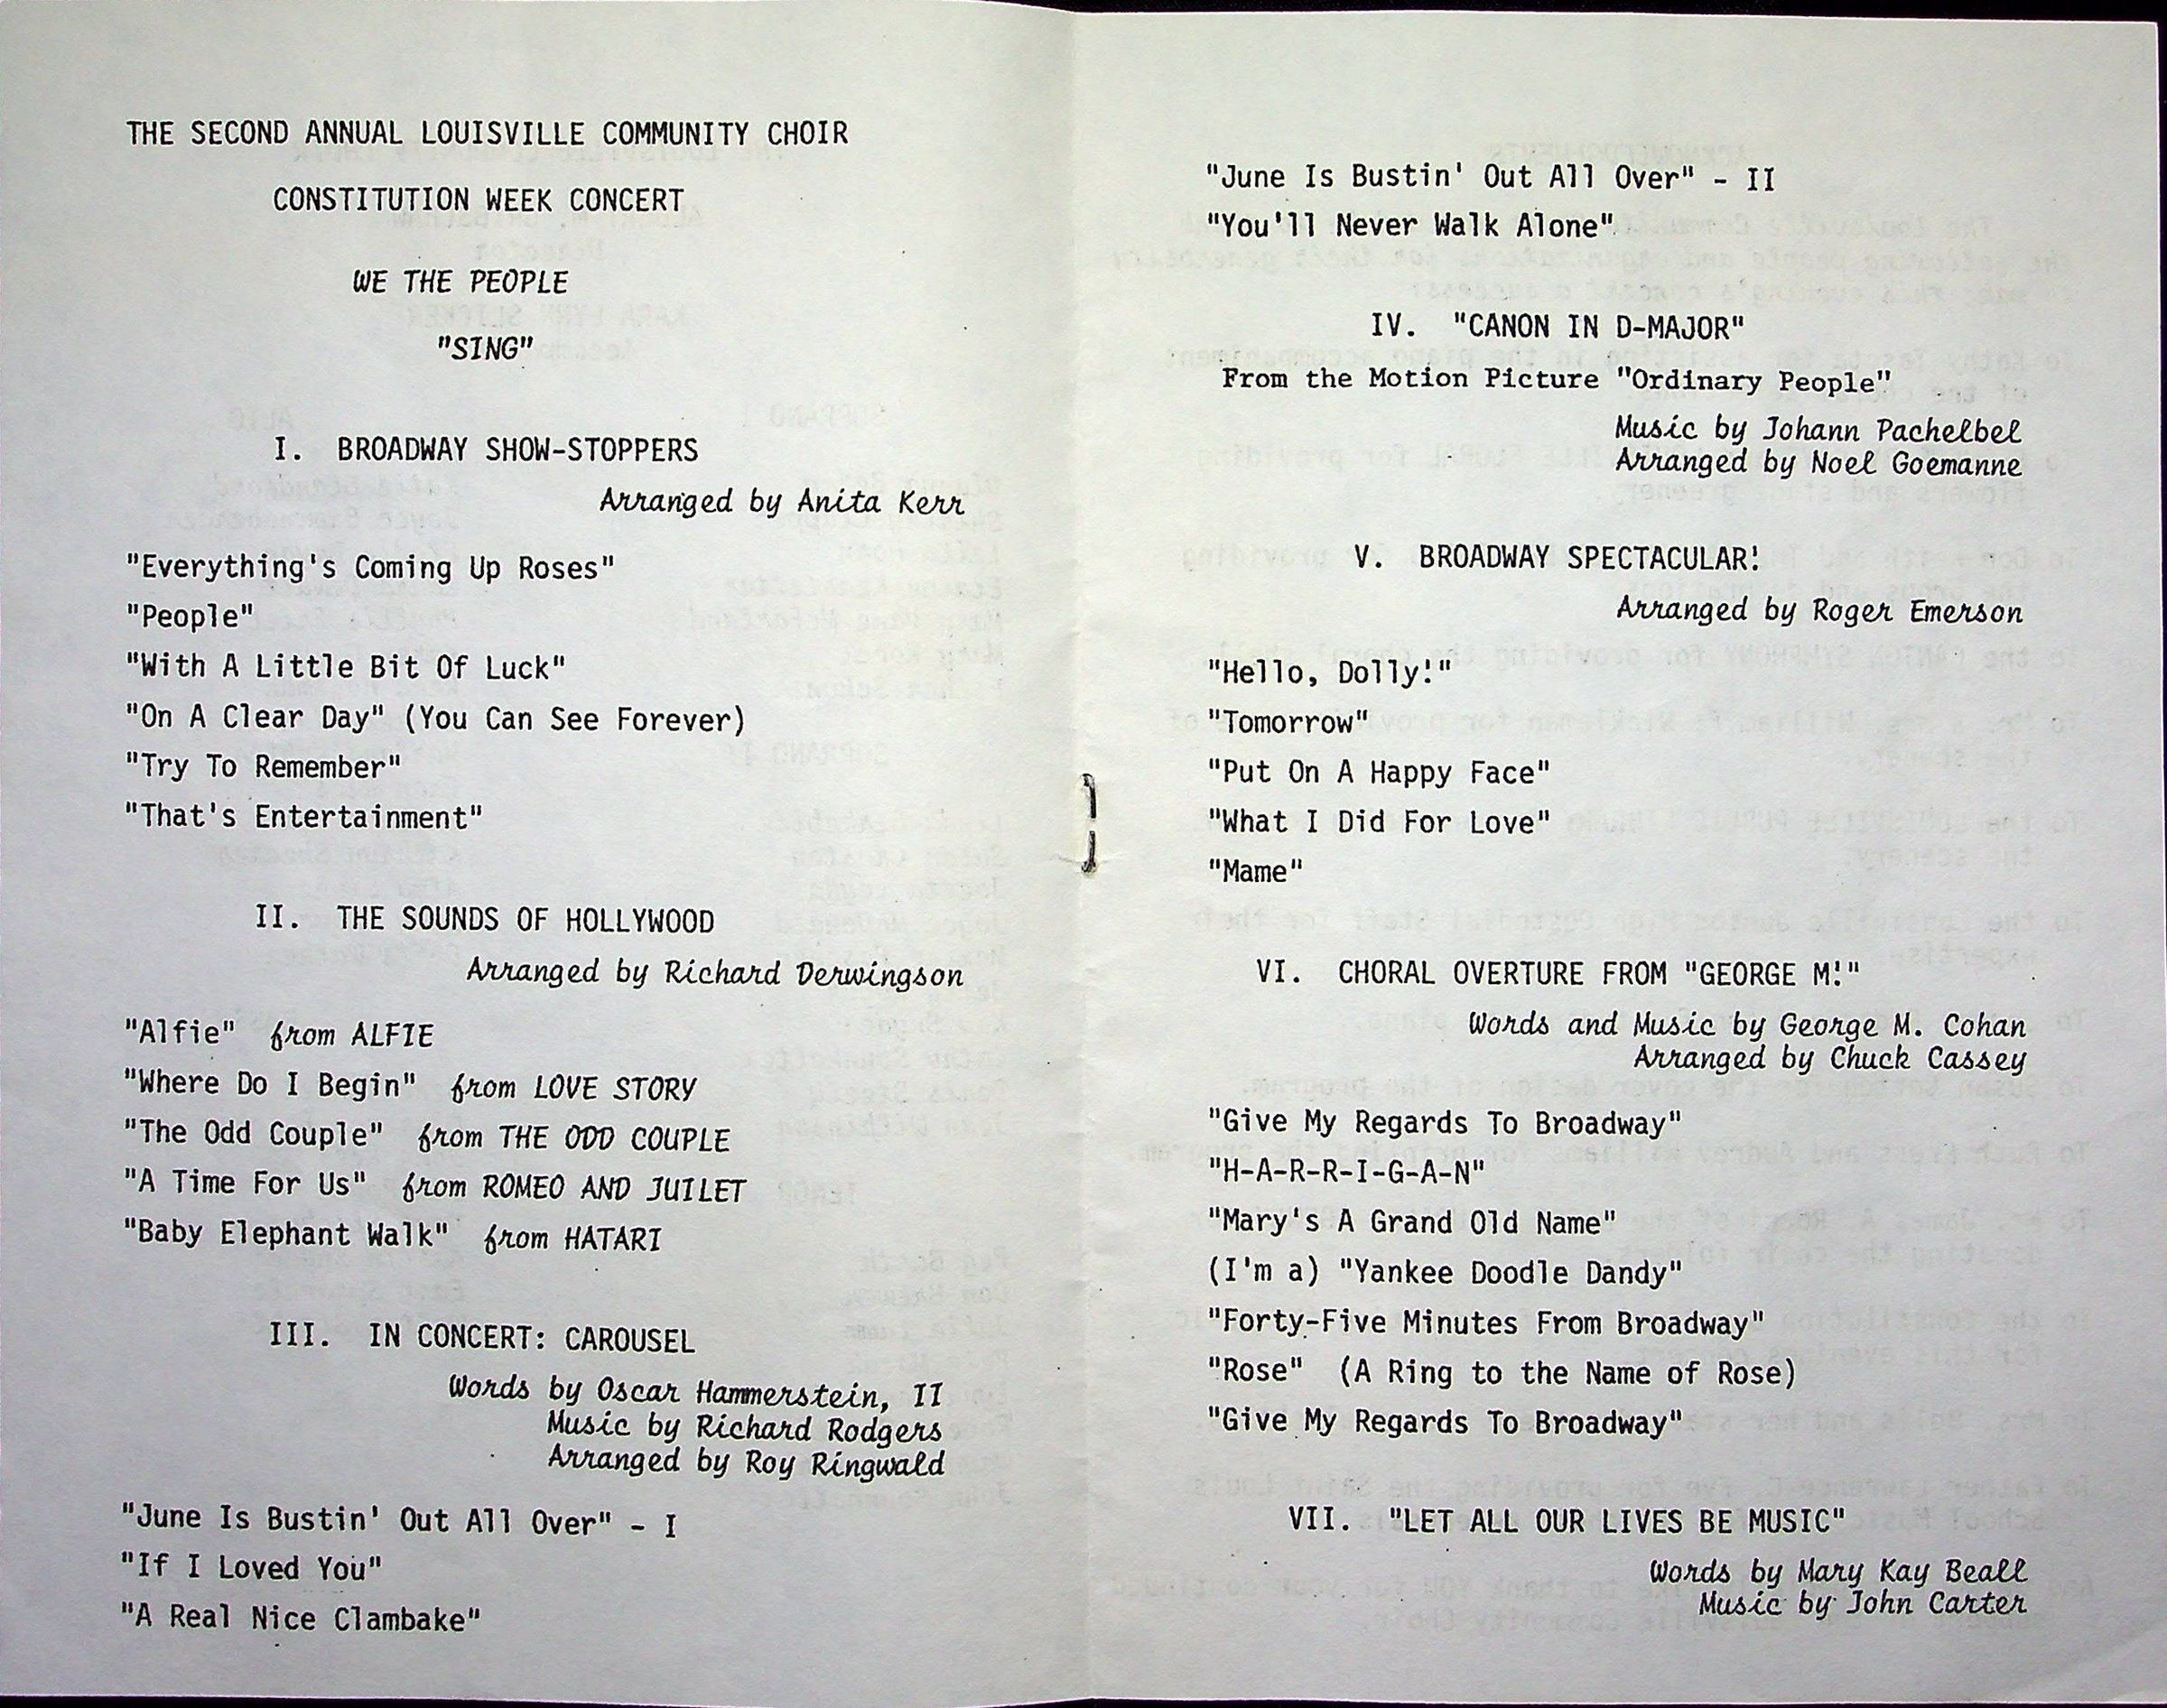 THE SECOND ANNUAL LOUISVILLE COMMUNITY CHOIR
CONSTITUTION WEEK CONCERT
WE THE PEOPLE
"SING"
I. BROADWAY SHOW-STOPPERS
Arranged by Anita Kerr
"Everything's Coming Up Roses"
"People"
"With A Little Bit Of Luck"
"On A Clear Day" (You Can See Forever)
"Try To Remember"
"That's Entertainment"
II. THE SOUNDS OF HOLLYWOOD
Arranged by Richard Derwingson
"Alfie" from ALFIE
"Where Do I Begin" from LOVE STORY
"The Odd Couple" from THE ODD COUPLE
"A Time For Us" from ROMEO AND JUILET
"Baby Elephant Walk" from HATARI
III. IN CONCERT: CAROUSEL
Words by Oscar Hammerstein, II
Music by Richard Rodgers
Arranged by Roy Ringwald
"June Is Bustin' Out All Over" - I
"If I Loved You"
"A Real Nice Clambake"
"June Is Bustin' Out All Over" - II
"You'll Never Walk Alone"
IV. "CANON IN D-MAJOR"
From the Motion Picture "Ordinary People"
Music by Johann Pachelbel
Arranged by Noel Goemanne
V. BROADWAY SPECTACULAR!
Arranged by Roger Emerson
"Hello, Dolly!"
"Tomorrow"
"Put On A Happy Face"
"What I Did For Love"
"Mame"
VI. CHORAL OVERTURE FROM "GEORGE M!"
Words and Music by George M. Cohan
Arranged by Chuck Cassey
"Give My Regards To Broadway"
"H-A-R-R-I-G-A-N"
"Mary's A Grand Old Name"
(I'm a) "Yankee Doodle Dandy"
"Forty-Five Minutes From Broadway"
"Rose" (A Ring to the Name of Rose)
"Give My Regards To Broadway"
VII. "LET ALL OUR LIVES BE MUSIC"
Words by Mary Kay Beall
Music by John Carter